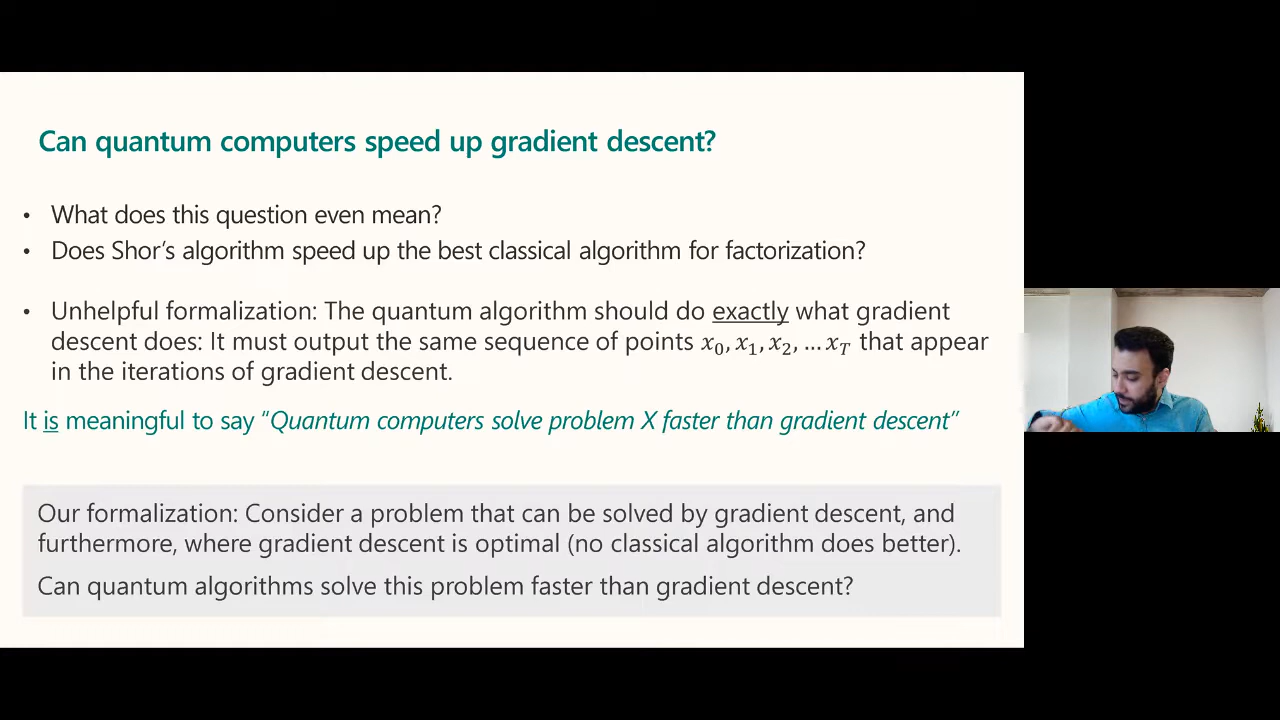 Can quantum computers speed up gradient descent?
• What does this question even mean?
• Does Shor’s algorithm speed up the best classical algorithm for factorization?
• Unhelpful formalization: The quantum algorithm should do exactly what gradient
descent does: It must output the same sequence of points x₀, x₁, x₂, … x_T that appear
in the iterations of gradient descent.
It is meaningful to say “Quantum computers solve problem X faster than gradient descent”
Our formalization: Consider a problem that can be solved by gradient descent, and
furthermore, where gradient descent is optimal (no classical algorithm does better).
Can quantum algorithms solve this problem faster than gradient descent?